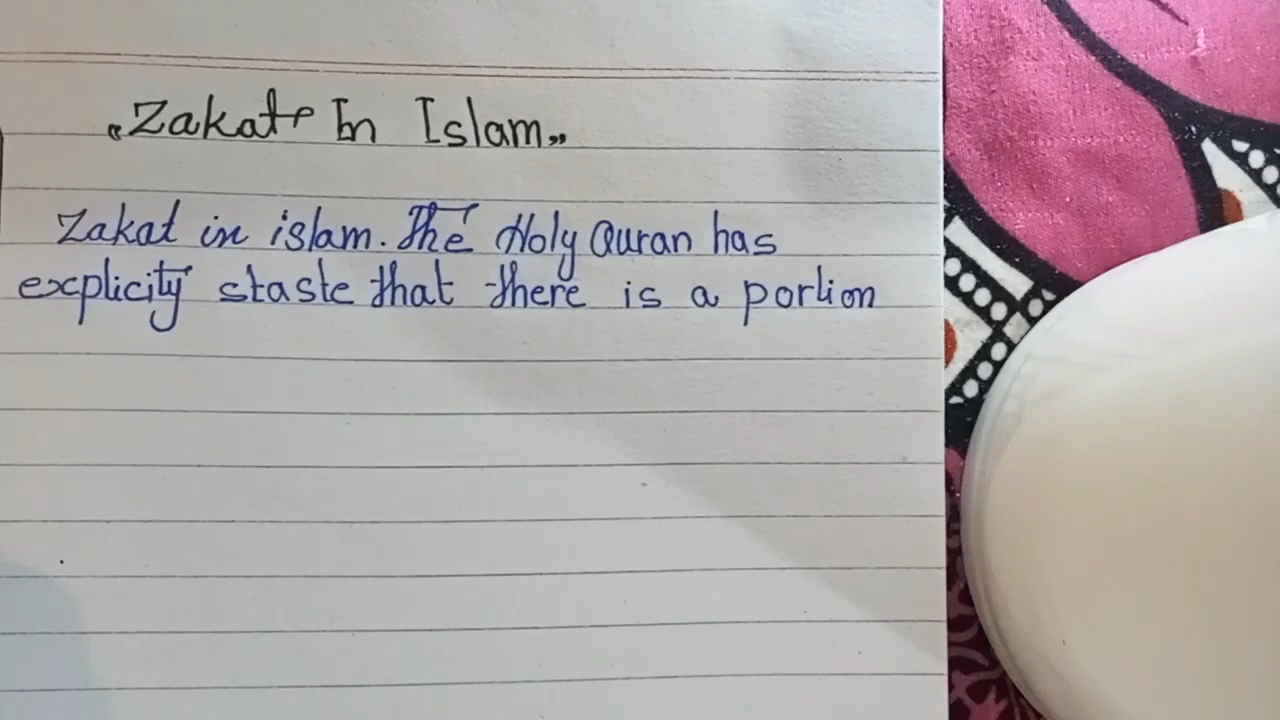 "Zakat In Islam"
Zakat in islam. The Holy Quran has
explicity staste that there is a portion